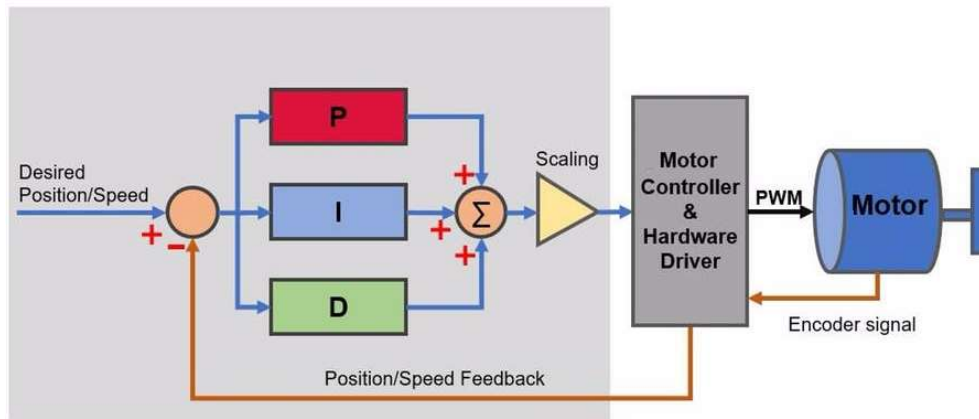 Desired
Position/Speed
+
−
P
I
D
+
+
+
Σ
Scaling
Motor
Controller
&
Hardware
Driver
PWM
Motor
Encoder signal
Position/Speed Feedback